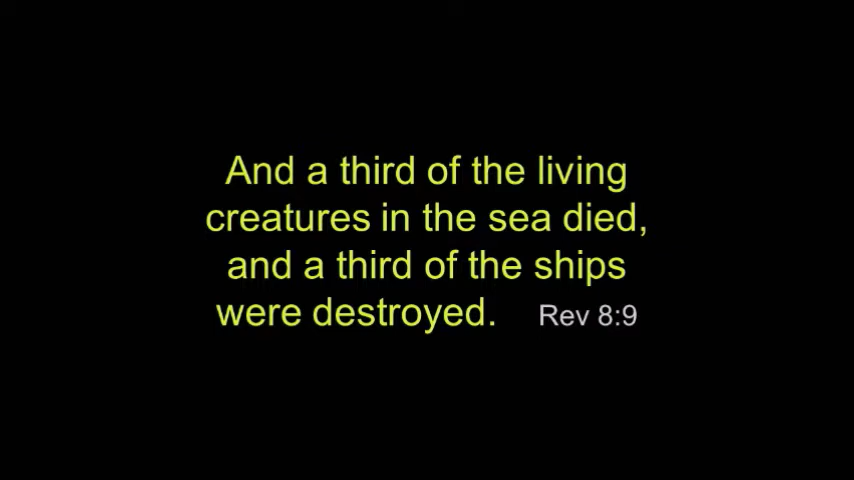 And a third of the living
creatures in the sea died,
and a third of the ships
were destroyed. Rev 8:9